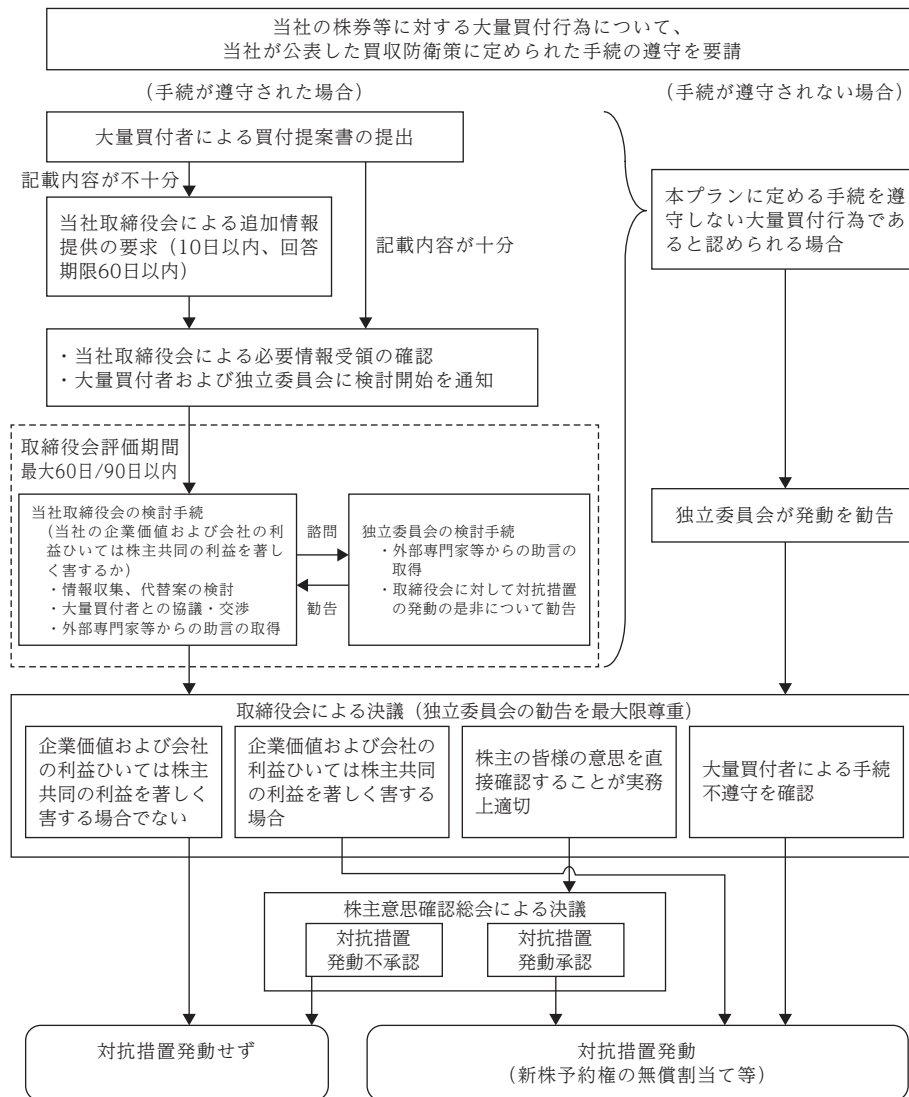 当社の株券等に対する大量買付行為について、
当社が公表した買収防衛策に定められた手続の遵守を要請
(手続が遵守された場合)
(手続が遵守されない場合)
大量買付者による買付提案書の提出
記載内容が不十分
当社取締役会による追加情報
提供の要求(10日以内、回答
期限60日以内)
記載内容が十分
本プランに定める手続を遵
守しない大量買付行為であ
ると認められる場合
・当社取締役会による必要情報受領の確認
・大量買付者および独立委員会に検討開始を通知
取締役会評価期間
最大60日/90日以内
当社取締役会の検討手続
(当社の企業価値および会社の利
益ひいては株主共同の利益を著し
く害するか)
・情報収集、代替案の検討
・大量買付者との協議・交渉
・外部専門家等からの助言の取得
諮問
勧告
独立委員会の検討手続
・外部専門家等からの助言の
取得
・取締役会に対して対抗措置
の発動の是非について勧告
独立委員会が発動を勧告
取締役会による決議(独立委員会の勧告を最大限尊重)
企業価値および会社
の利益ひいては株主
共同の利益を著しく
害する場合でない
企業価値および会社の
利益ひいては株主共同
の利益を著しく害する
場合
株主の皆様の意思を直
接確認することが実務
上適切
大量買付者による手続
不遵守を確認
株主意思確認総会による決議
対抗措置
発動不承認
対抗措置
発動承認
対抗措置発動せず
対抗措置発動
(新株予約権の無償割当て等)